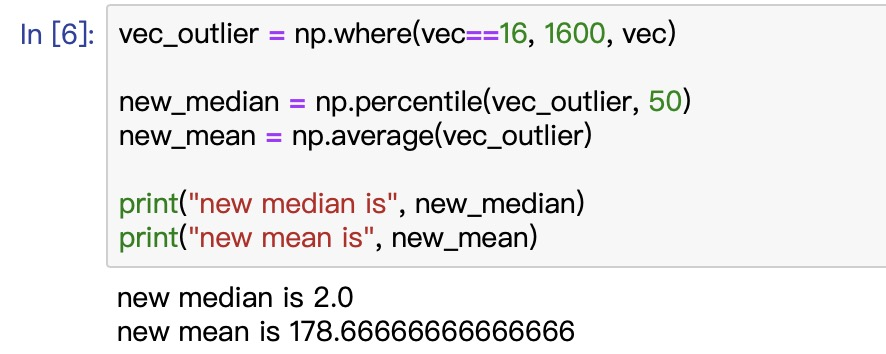 In [6]: vec_outlier = np.where(vec==16, 1600, vec)
new_median = np.percentile(vec_outlier, 50)
new_mean = np.average(vec_outlier)
print("new median is", new_median)
print("new mean is", new_mean)
new median is 2.0
new mean is 178.66666666666666